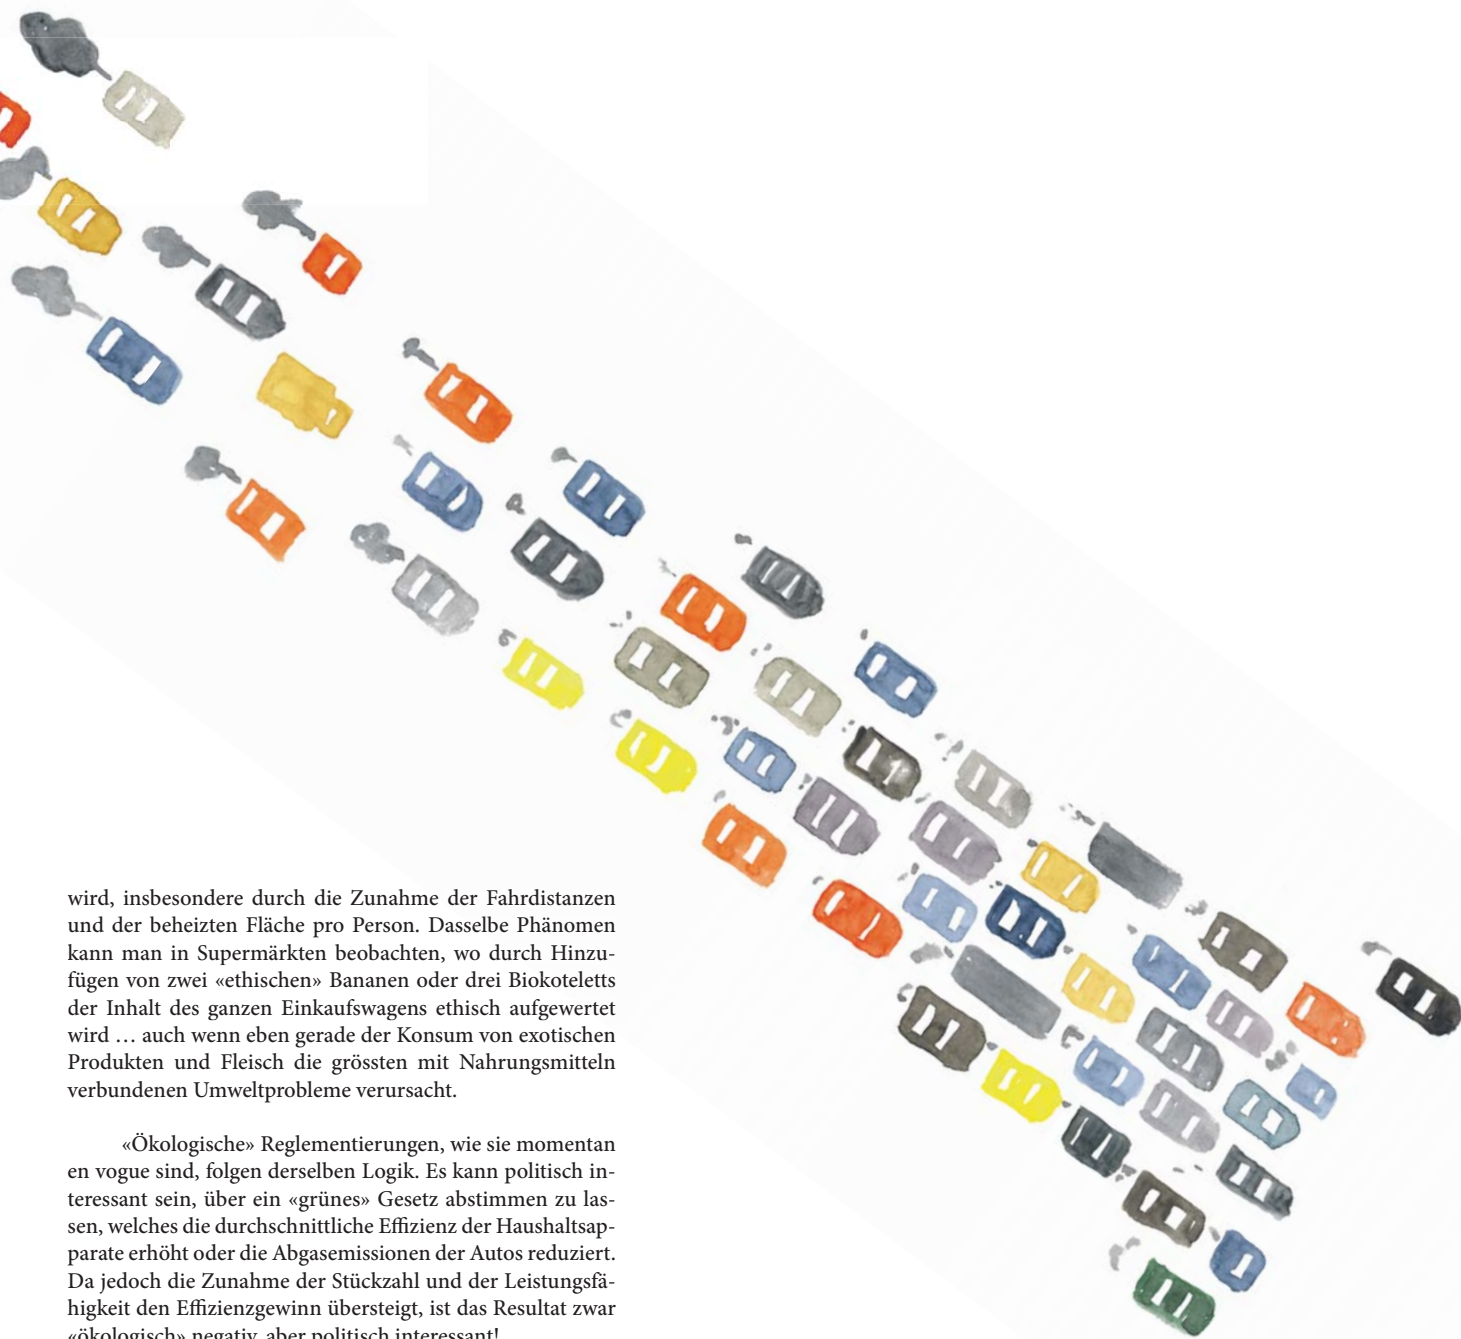 wird, insbesondere durch die Zunahme der Fahrdistanzen
und der beheizten Fläche pro Person. Dasselbe Phänomen
kann man in Supermärkten beobachten, wo durch Hinzu-
fügen von zwei «ethischen» Bananen oder drei Biokoteletts
der Inhalt des ganzen Einkaufswagens ethisch aufgewertet
wird … auch wenn eben gerade der Konsum von exotischen
Produkten und Fleisch die grössten mit Nahrungsmitteln
verbundenen Umweltprobleme verursacht.
«Ökologische» Reglementierungen, wie sie momentan
en vogue sind, folgen derselben Logik. Es kann politisch in-
teressant sein, über ein «grünes» Gesetz abstimmen zu las-
sen, welches die durchschnittliche Effizienz der Haushaltsap-
parate erhöht oder die Abgasemissionen der Autos reduziert.
Da jedoch die Zunahme der Stückzahl und der Leistungsfä-
higkeit den Effizienzgewinn übersteigt, ist das Resultat zwar
«ökologisch» negativ, aber politisch interessant!